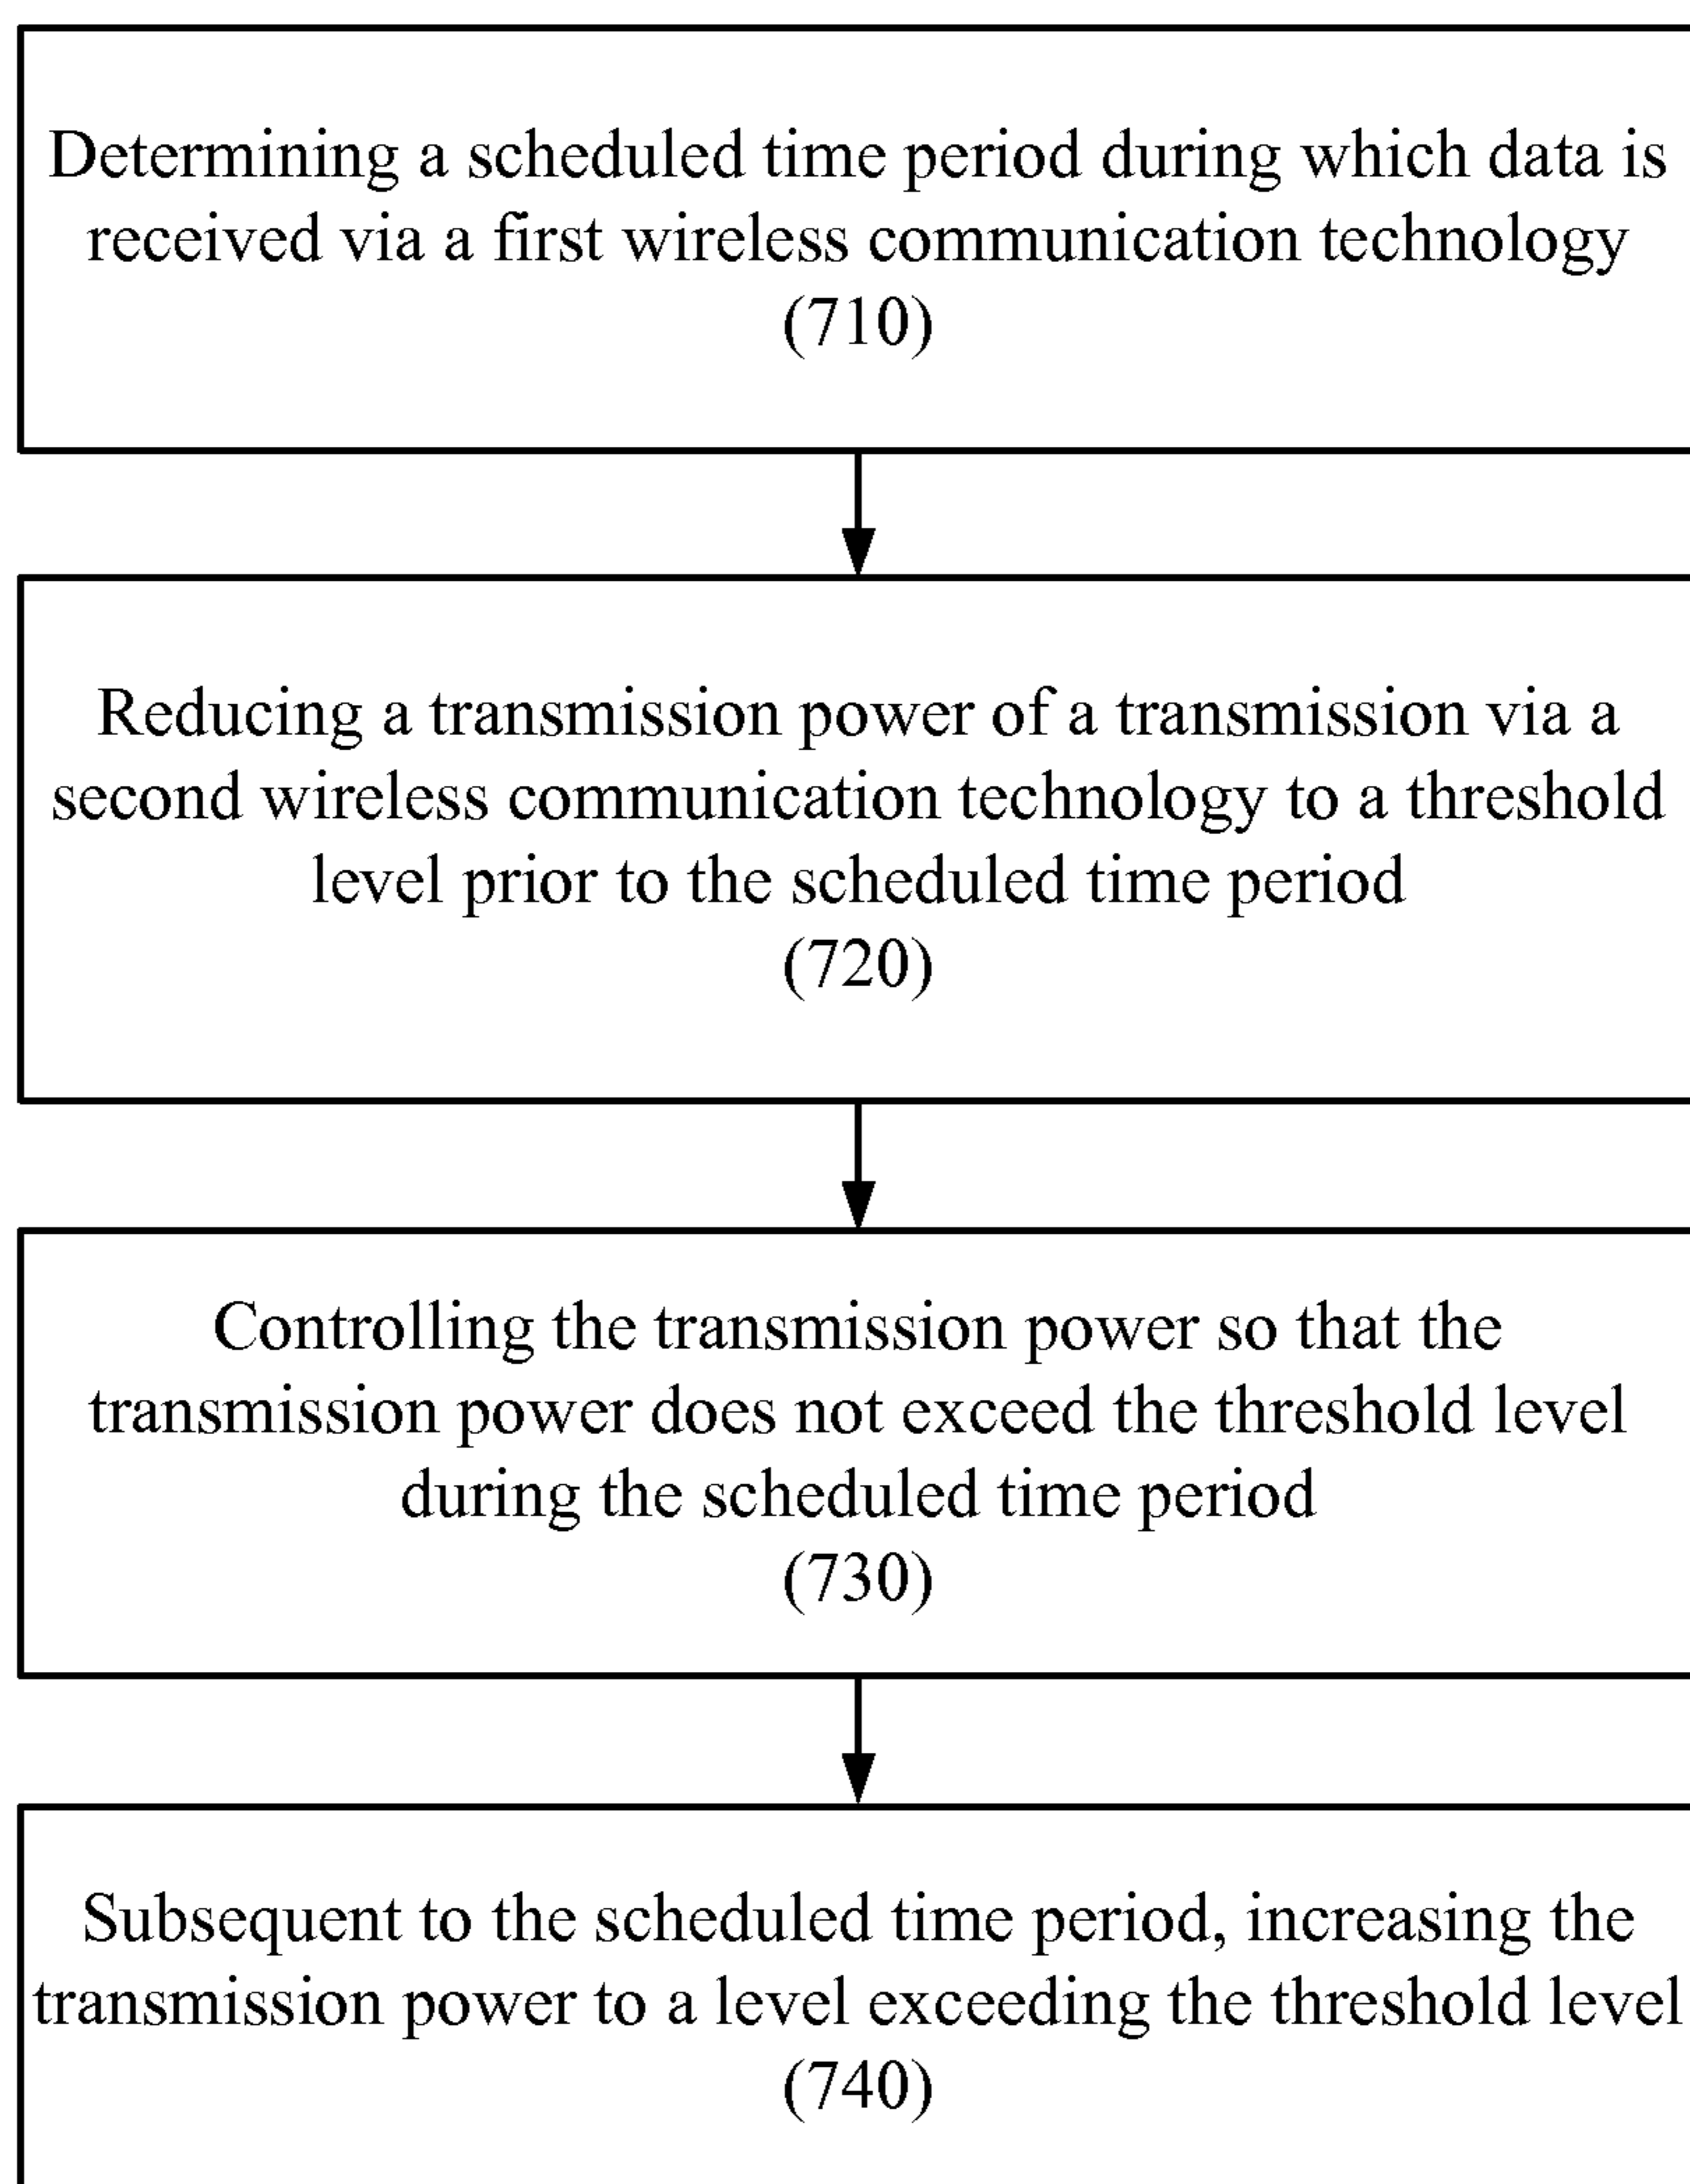 Determining a scheduled time period during which data is
received via a first wireless communication technology
(710)
Reducing a transmission power of a transmission via a
second wireless communication technology to a threshold
level prior to the scheduled time period
(720)
Controlling the transmission power so that the
transmission power does not exceed the threshold level
during the scheduled time period
(730)
Subsequent to the scheduled time period, increasing the
transmission power to a level exceeding the threshold level
(740)